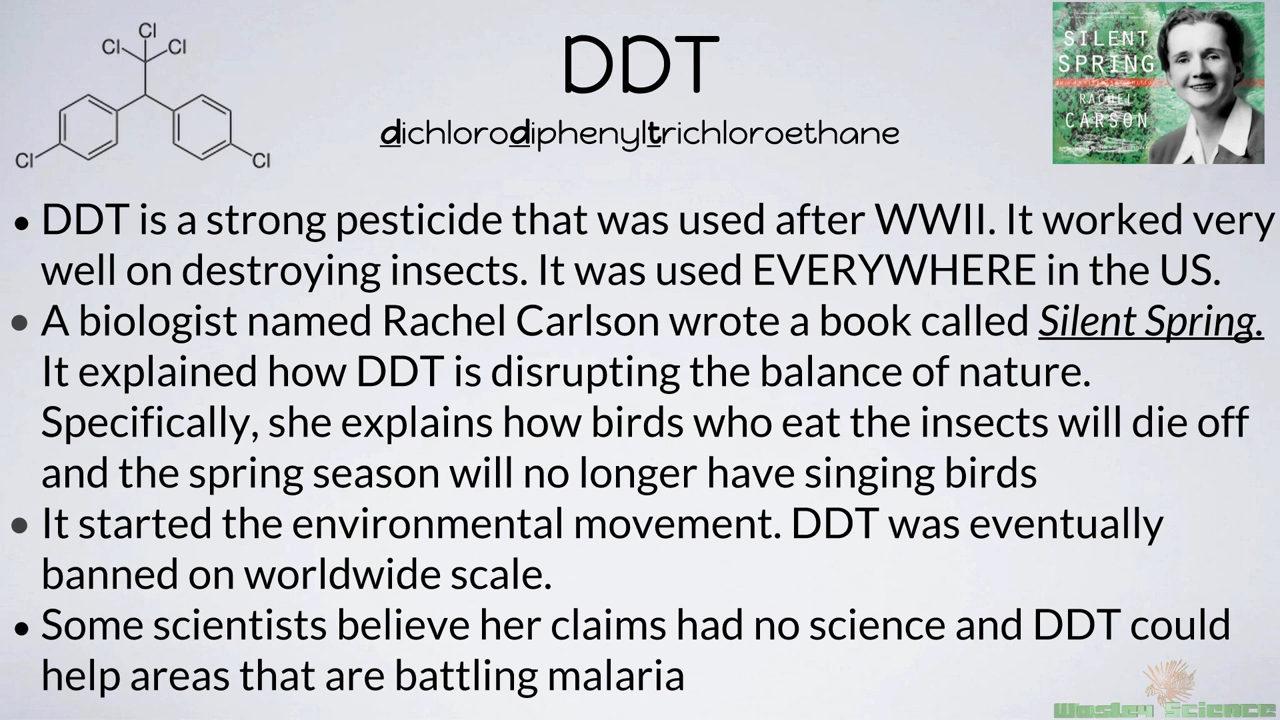 Cl
Cl Cl
Cl Cl
DDT
dichlorodiphenyltrichloroethane
SILENT
SPRING
RACHEL
CARSON
• DDT is a strong pesticide that was used after WWII. It worked very
well on destroying insects. It was used EVERYWHERE in the US.
• A biologist named Rachel Carlson wrote a book called Silent Spring.
It explained how DDT is disrupting the balance of nature.
Specifically, she explains how birds who eat the insects will die off
and the spring season will no longer have singing birds
• It started the environmental movement. DDT was eventually
banned on worldwide scale.
• Some scientists believe her claims had no science and DDT could
help areas that are battling malaria
Wasley Science